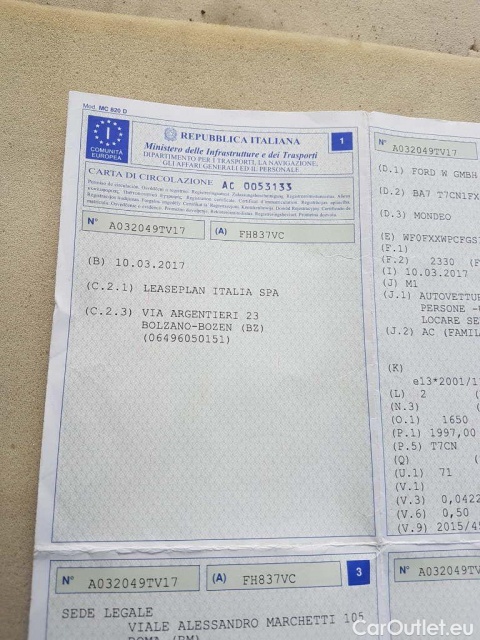 Mod. MC 820 D
I
COMUNITÀ
EUROPEA
REPUBBLICA ITALIANA
Ministero delle Infrastrutture e dei Trasporti
DIPARTIMENTO PER I TRASPORTI, LA NAVIGAZIONE,
GLI AFFARI GENERALI ED IL PERSONALE
1
CARTA DI CIRCOLAZIONE AC 0053133
N° A032049TV17 (A) FH837VC
(B) 10.03.2017
(C.2.1) LEASEPLAN ITALIA SPA
(C.2.3) VIA ARGENTIERI 23
BOLZANO-BOZEN (BZ)
(06496050151)
N° A032049TV17
(D.1) FORD W GMBH
(D.2) BA7 T7CN1FX
(D.3) MONDEO
(E) WF0FXXWPCFGS
(F.1)
(F.2) 2330 (F
(I) 10.03.2017
(J) M1
(J.1) AUTOVETTU
PERSONE -
LOCARE SE
(J.2) AC (FAMIL
(K)
e13*2001/1
(L) 2
(N.3)
(O.1) 1650
(P.1) 1997,00
(P.5) T7CN
(Q)
(U.1) 71
(V.1)
(V.3) 0,0422
(V.6) 0,50
(V.9) 2015/45
N° A032049TV17 (A) FH837VC
3
SEDE LEGALE
VIALE ALESSANDRO MARCHETTI 105
ROMA (RM)
N° A032049TV
CarOutlet.eu